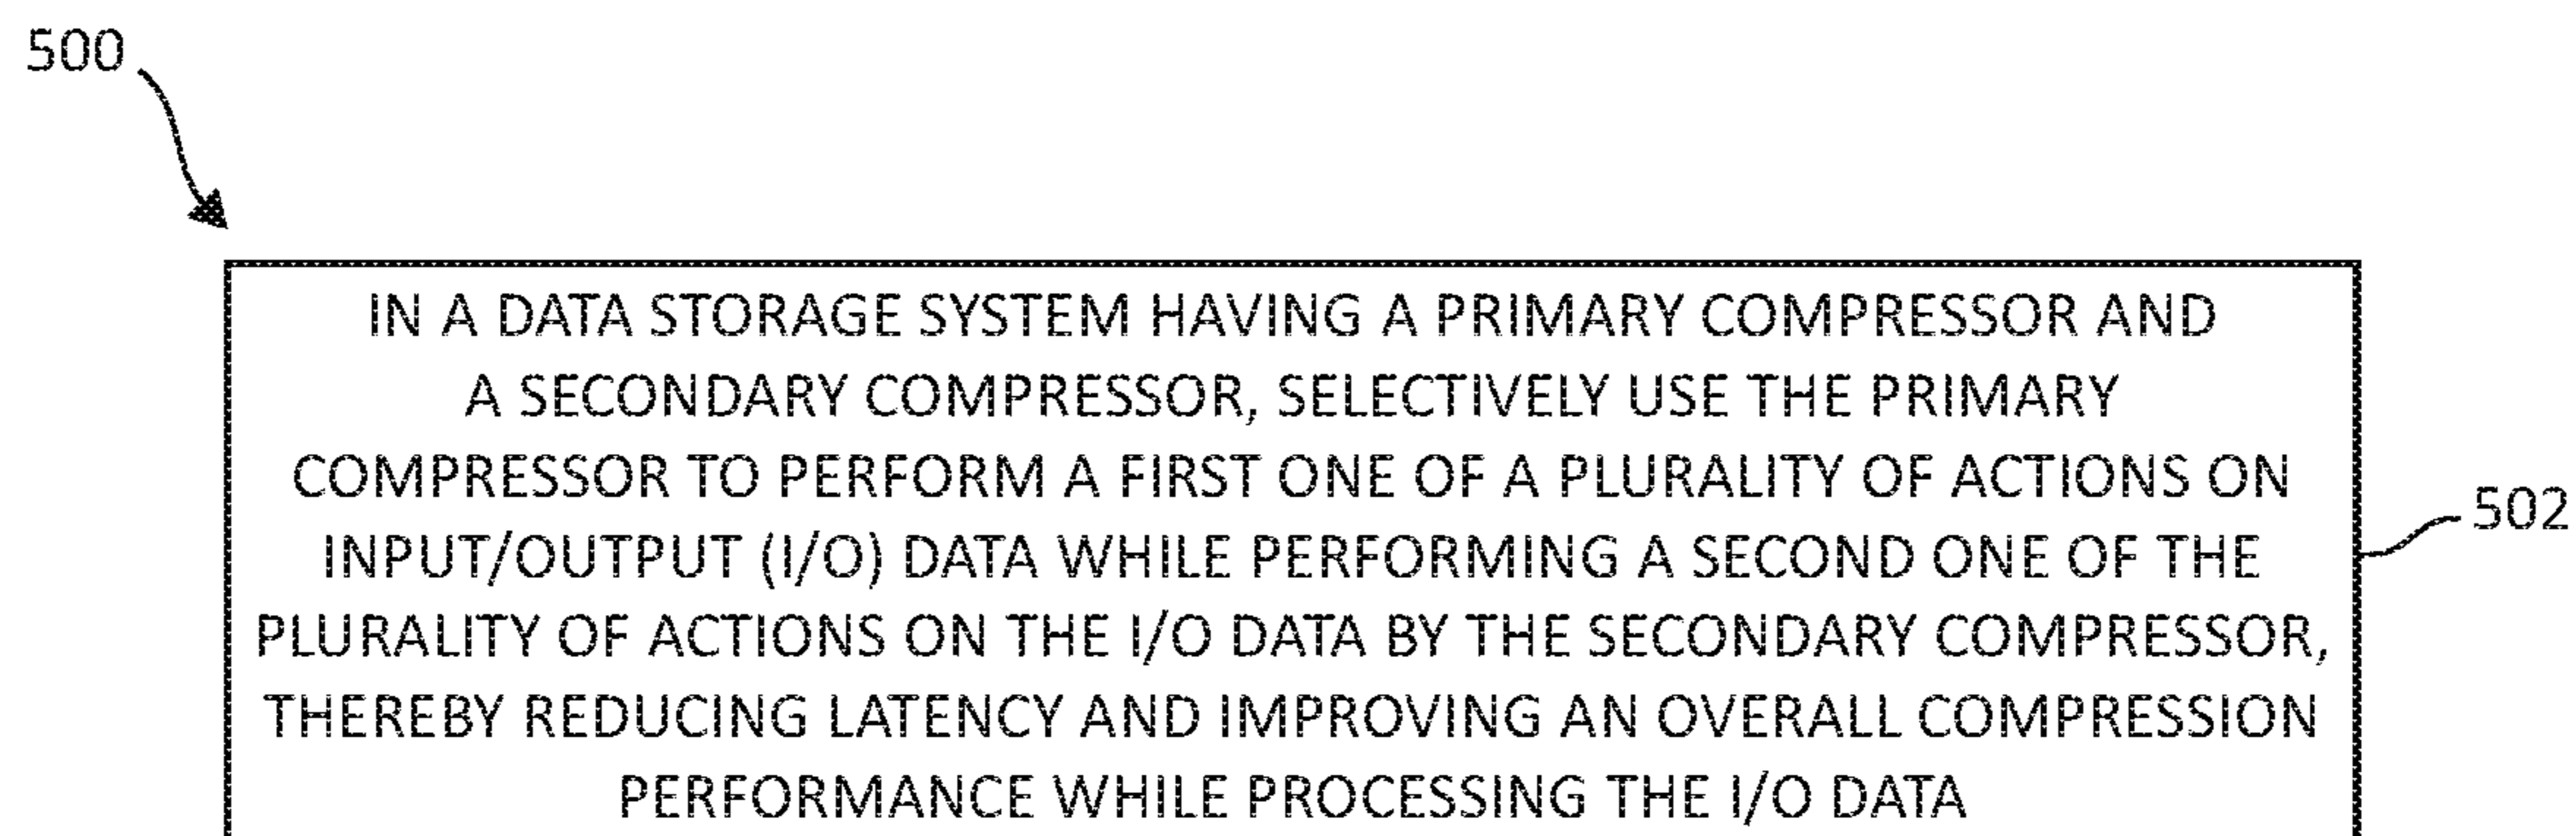 500
IN A DATA STORAGE SYSTEM HAVING A PRIMARY COMPRESSOR AND
A SECONDARY COMPRESSOR, SELECTIVELY USE THE PRIMARY
COMPRESSOR TO PERFORM A FIRST ONE OF A PLURALITY OF ACTIONS ON
INPUT/OUTPUT (I/O) DATA WHILE PERFORMING A SECOND ONE OF THE
PLURALITY OF ACTIONS ON THE I/O DATA BY THE SECONDARY COMPRESSOR,
THEREBY REDUCING LATENCY AND IMPROVING AN OVERALL COMPRESSION
PERFORMANCE WHILE PROCESSING THE I/O DATA
502